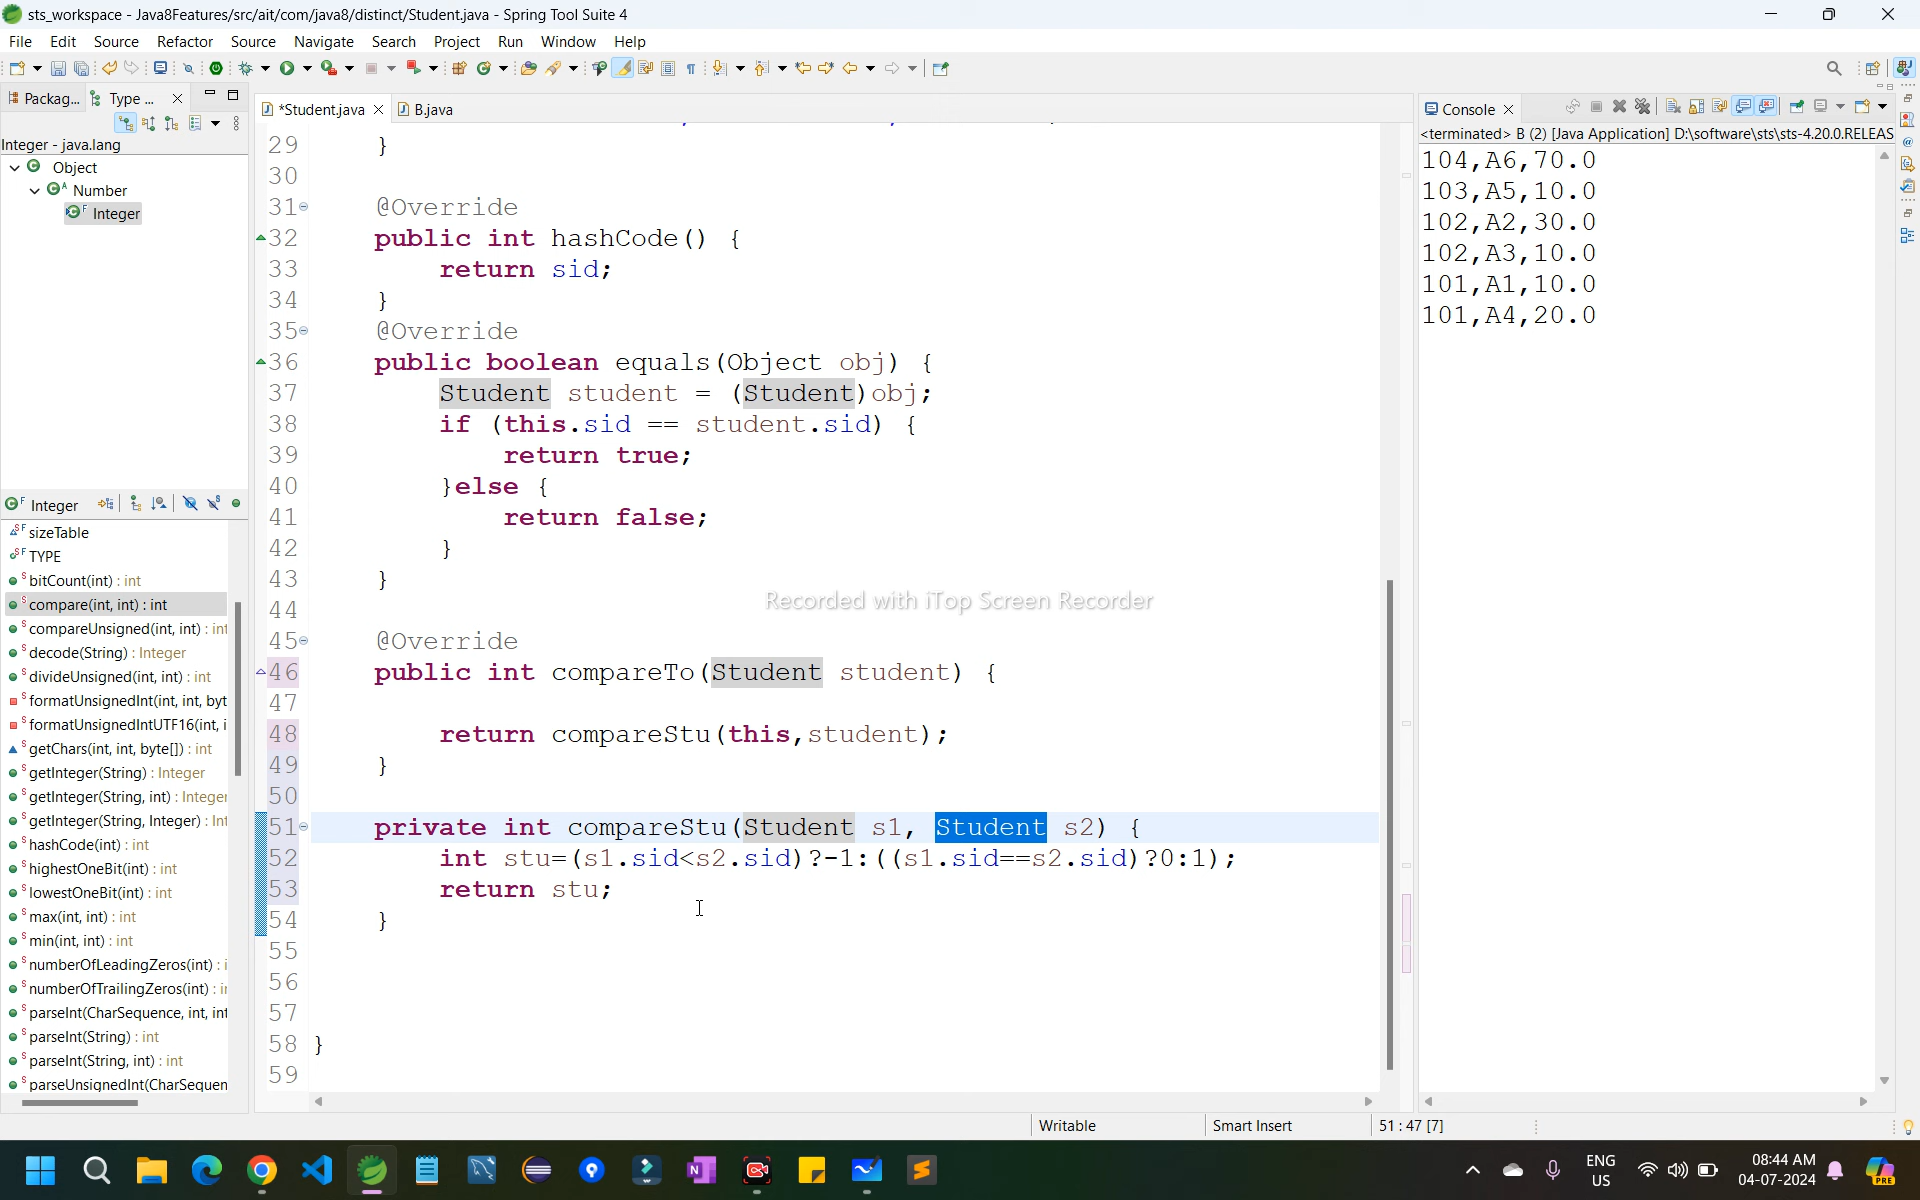 sts_workspace - Java8Features/src/ait/com/java8/distinct/Student.java - Spring Tool Suite 4
File Edit Source Refactor Source Navigate Search Project Run Window Help
Packag... Type ...
*Student.java B.java
Console
Integer - java.lang
<terminated> B (2) [Java Application] D:\software\sts\sts-4.20.0.RELEAS
Object
Number
Integer
Integer
sizeTable
TYPE
bitCount(int) : int
compare(int, int) : int
compareUnsigned(int, int) : int
decode(String) : Integer
divideUnsigned(int, int) : int
formatUnsignedInt(int, int, byt
formatUnsignedIntUTF16(int, i
getChars(int, int, byte[]) : int
getInteger(String) : Integer
getInteger(String, int) : Integer
getInteger(String, Integer) : Int
hashCode(int) : int
highestOneBit(int) : int
lowestOneBit(int) : int
max(int, int) : int
min(int, int) : int
numberOfLeadingZeros(int) : i
numberOfTrailingZeros(int) : i
parseInt(CharSequence, int, int
parseInt(String) : int
parseInt(String, int) : int
parseUnsignedInt(CharSequen
29 }
30
31 @Override
32 public int hashCode() {
33 return sid;
34 }
35 @Override
36 public boolean equals(Object obj) {
37 Student student = (Student)obj;
38 if (this.sid == student.sid) {
39 return true;
40 }else {
41 return false;
42 }
43 }
44
45 @Override
46 public int compareTo(Student student) {
47
48 return compareStu(this,student);
49 }
50
51 private int compareStu(Student s1, Student s2) {
52 int stu=(s1.sid<s2.sid)?-1:((s1.sid==s2.sid)?0:1);
53 return stu;
54 }
55
56
57
58 }
59
Recorded with iTop Screen Recorder
104,A6,70.0
103,A5,10.0
102,A2,30.0
102,A3,10.0
101,A1,10.0
101,A4,20.0
Writable Smart Insert 51 : 47 [7]
ENG
US
08:44 AM
04-07-2024
PRE